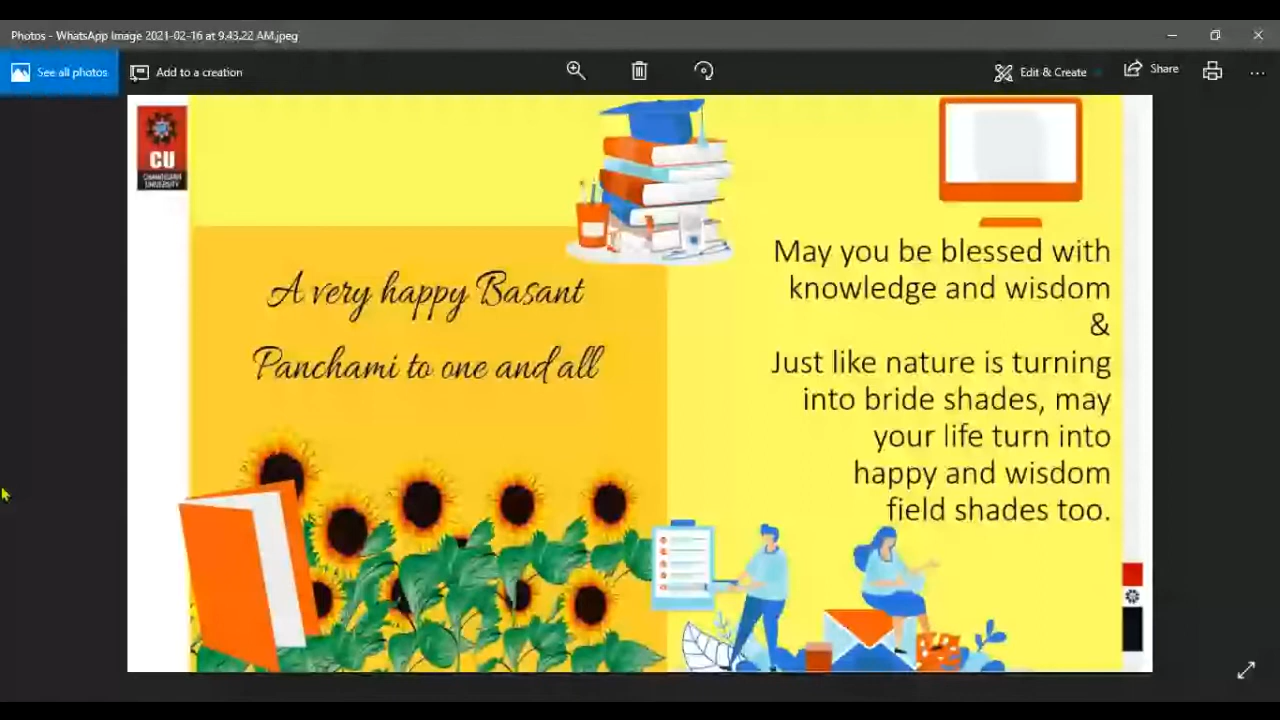 Photos - WhatsApp Image 2021-02-16 at 9.43.22 AM.jpeg
See all photos
Add to a creation
Edit & Create
Share
CU
CHANDIGARH
UNIVERSITY
A very happy Basant
Panchami to one and all
May you be blessed with
knowledge and wisdom
&
Just like nature is turning
into bride shades, may
your life turn into
happy and wisdom
field shades too.